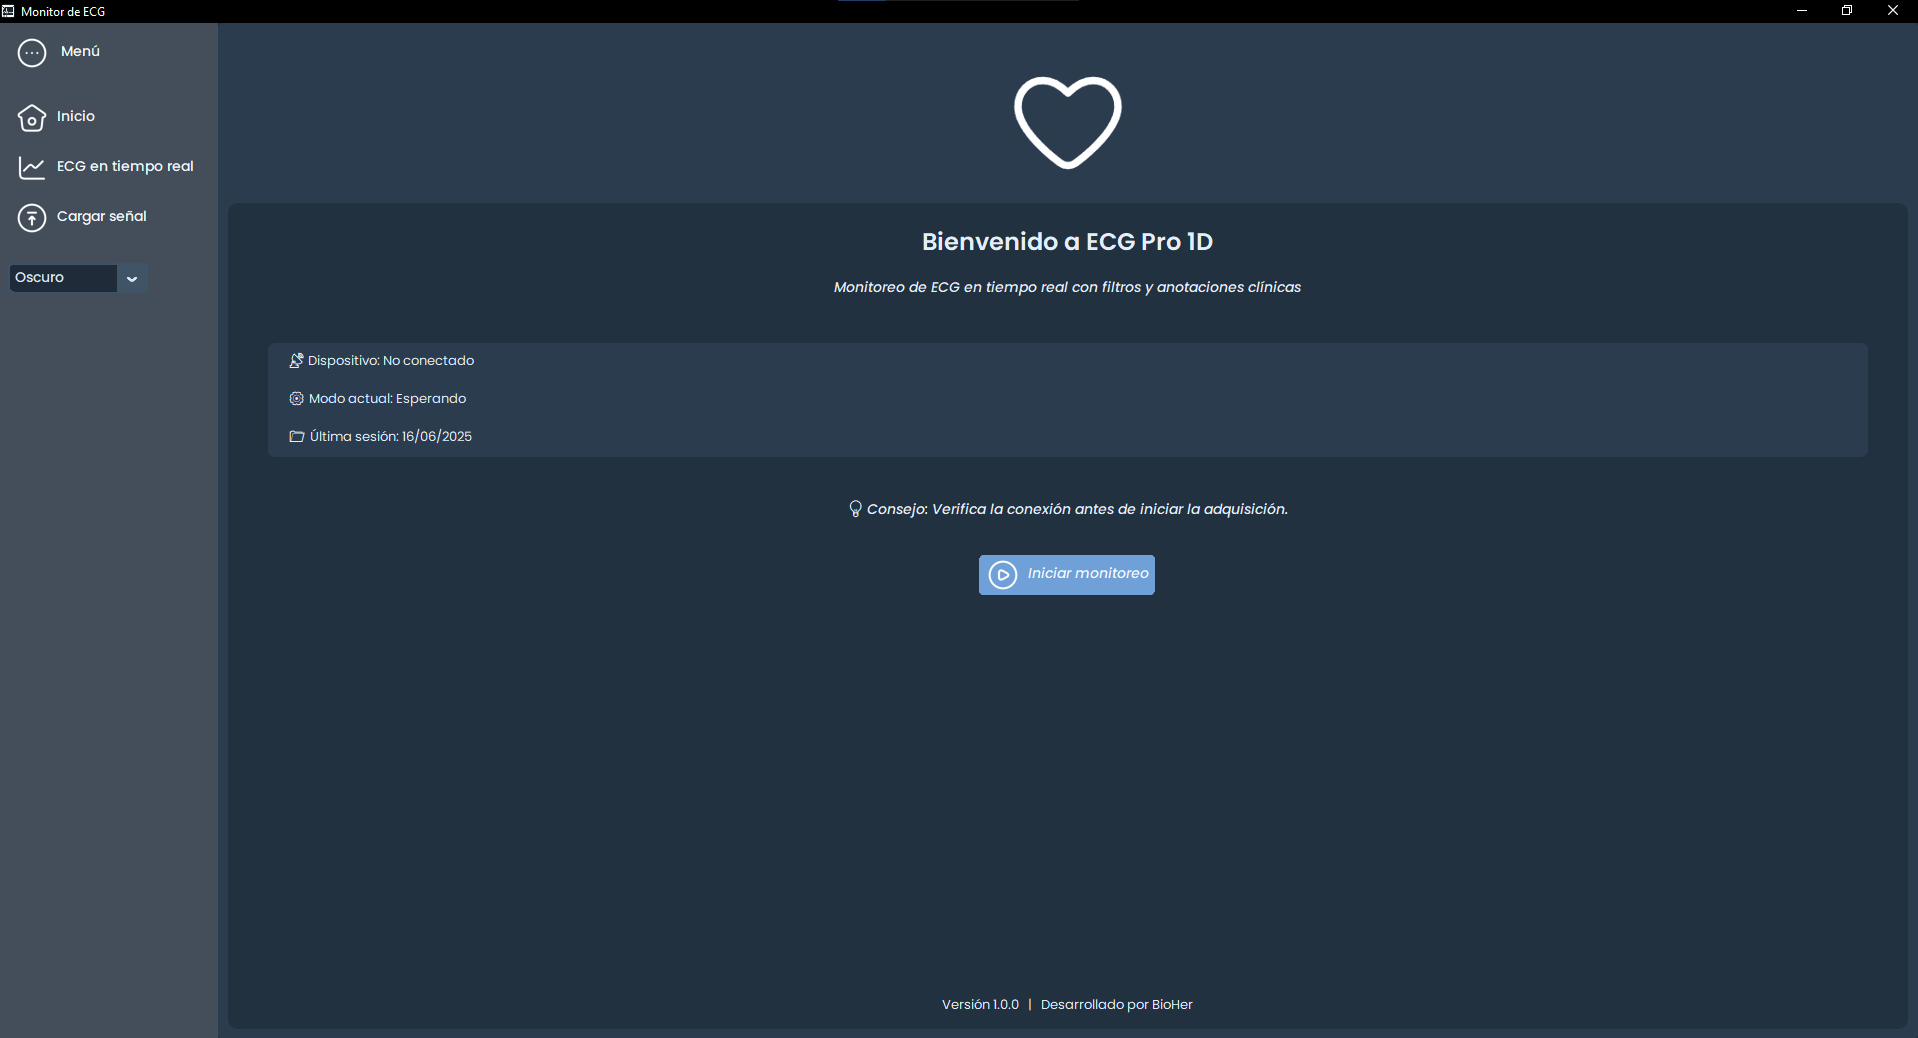 Monitor de ECG
Menú
Inicio
ECG en tiempo real
Cargar señal
Oscuro
Bienvenido a ECG Pro 1D
Monitoreo de ECG en tiempo real con filtros y anotaciones clínicas
Dispositivo: No conectado
Modo actual: Esperando
Última sesión: 16/06/2025
Consejo: Verifica la conexión antes de iniciar la adquisición.
Iniciar monitoreo
Versión 1.0.0 | Desarrollado por BioHer